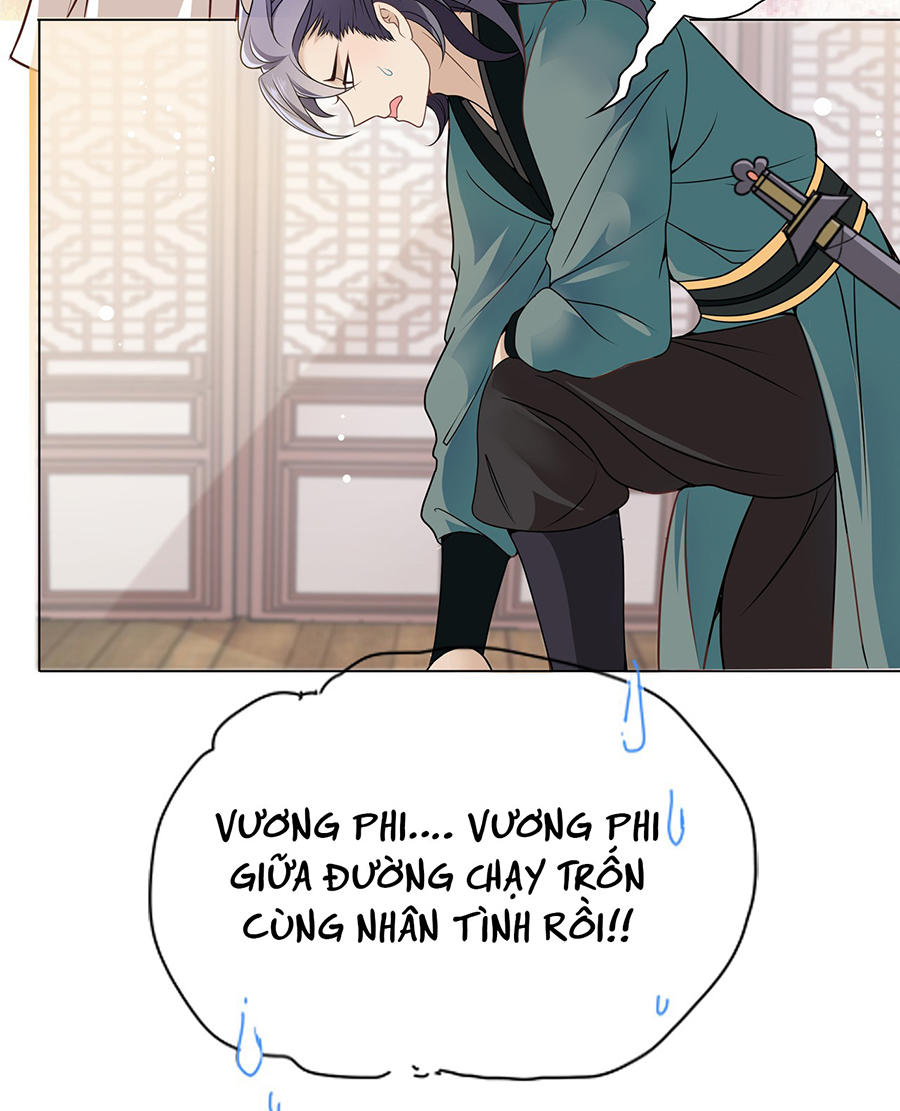 VƯƠNG PHI.... VƯƠNG PHI
GIỮA ĐƯỜNG CHẠY TRỐN
CÙNG NHÂN TÌNH RỒI!!